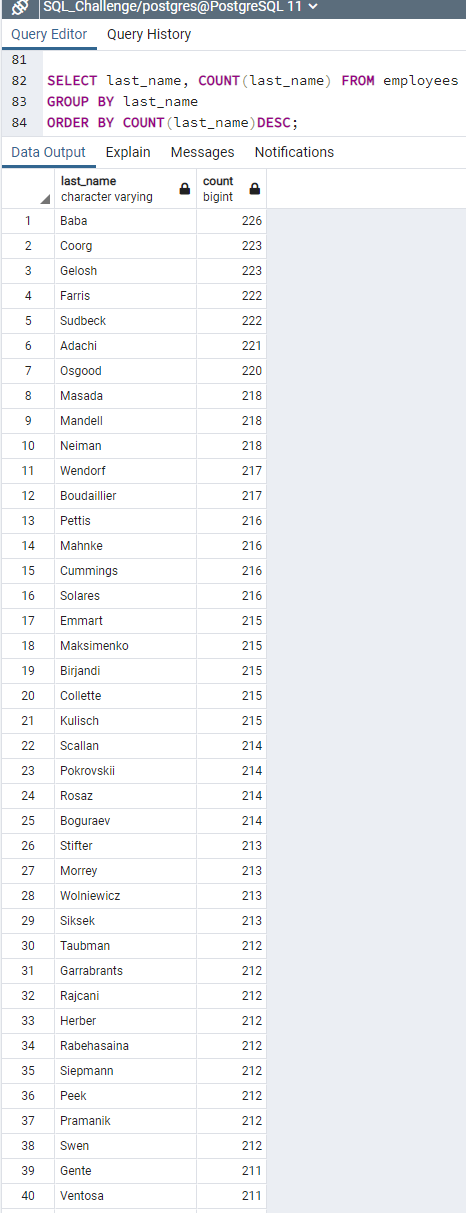 SQL_Challenge/postgres@PostgreSQL 11
Query Editor Query History
81
82 SELECT last_name, COUNT(last_name) FROM employees
83 GROUP BY last_name
84 ORDER BY COUNT(last_name)DESC;
Data Output Explain Messages Notifications
last_name count
character varying bigint
1 Baba 226
2 Coorg 223
3 Gelosh 223
4 Farris 222
5 Sudbeck 222
6 Adachi 221
7 Osgood 220
8 Masada 218
9 Mandell 218
10 Neiman 218
11 Wendorf 217
12 Boudaillier 217
13 Pettis 216
14 Mahnke 216
15 Cummings 216
16 Solares 216
17 Emmart 215
18 Maksimenko 215
19 Birjandi 215
20 Collette 215
21 Kulisch 215
22 Scallan 214
23 Pokrovskii 214
24 Rosaz 214
25 Boguraev 214
26 Stifter 213
27 Morrey 213
28 Wolniewicz 213
29 Siksek 213
30 Taubman 212
31 Garrabrants 212
32 Rajcani 212
33 Herber 212
34 Rabehasaina 212
35 Siepmann 212
36 Peek 212
37 Pramanik 212
38 Swen 212
39 Gente 211
40 Ventosa 211